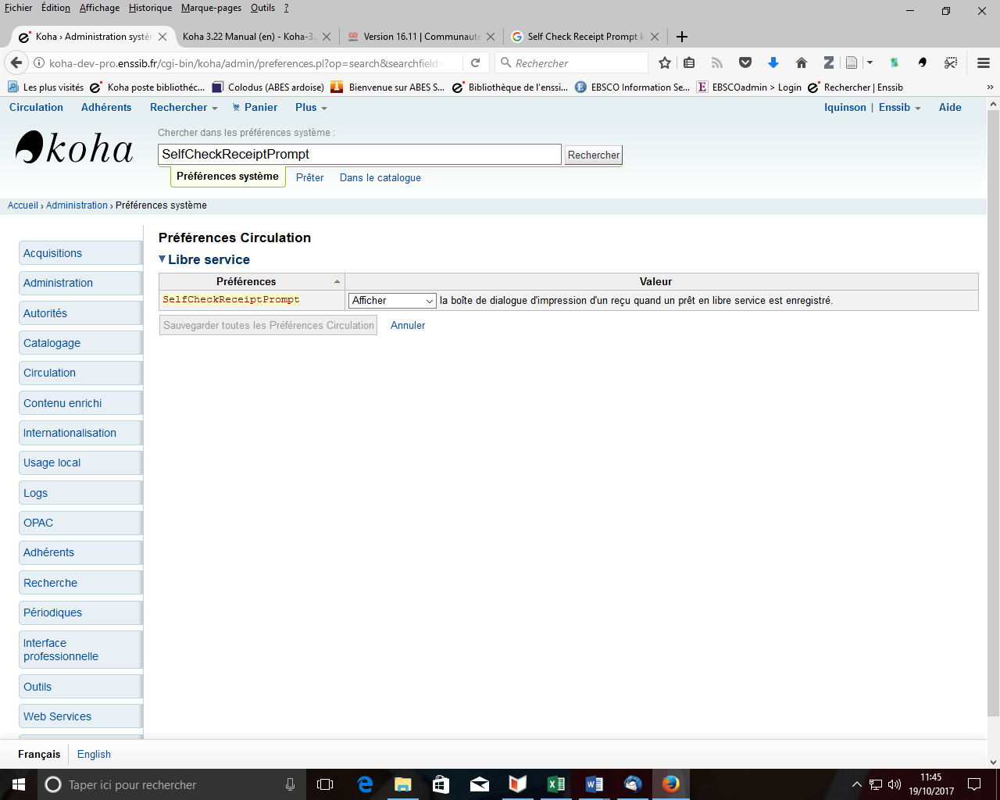 Fichier Édition Affichage Historique Marque-pages Outils ?
Koha › Administration systèm
Koha 3.22 Manual (en) - Koha-3.
Version 16.11 | Communauté
Self Check Receipt Prompt k
koha-dev-pro.enssib.fr/cgi-bin/koha/admin/preferences.pl?op=search&searchfield=
Rechercher
Les plus visités
Koha poste bibliothéc...
Colodus (ABES ardoise)
Bienvenue sur ABES S...
Bibliothèque de l'enssi...
EBSCO Information Se...
EBSCOadmin > Login
Rechercher | Enssib
»
Circulation Adhérents Rechercher Panier Plus
lquinson | Enssib Aide
koha
Chercher dans les préférences système :
SelfCheckReceiptPrompt
Rechercher
Préférences système Prêter Dans le catalogue
Accueil › Administration › Préférences système
Acquisitions
Administration
Autorités
Catalogage
Circulation
Contenu enrichi
Internationalisation
Usage local
Logs
OPAC
Adhérents
Recherche
Périodiques
Interface
professionnelle
Outils
Web Services
Préférences Circulation
Libre service
Préférences Valeur
SelfCheckReceiptPrompt Afficher la boîte de dialogue d'impression d'un reçu quand un prêt en libre service est enregistré.
Sauvegarder toutes les Préférences Circulation Annuler
Français English
Taper ici pour rechercher
11:45
19/10/2017